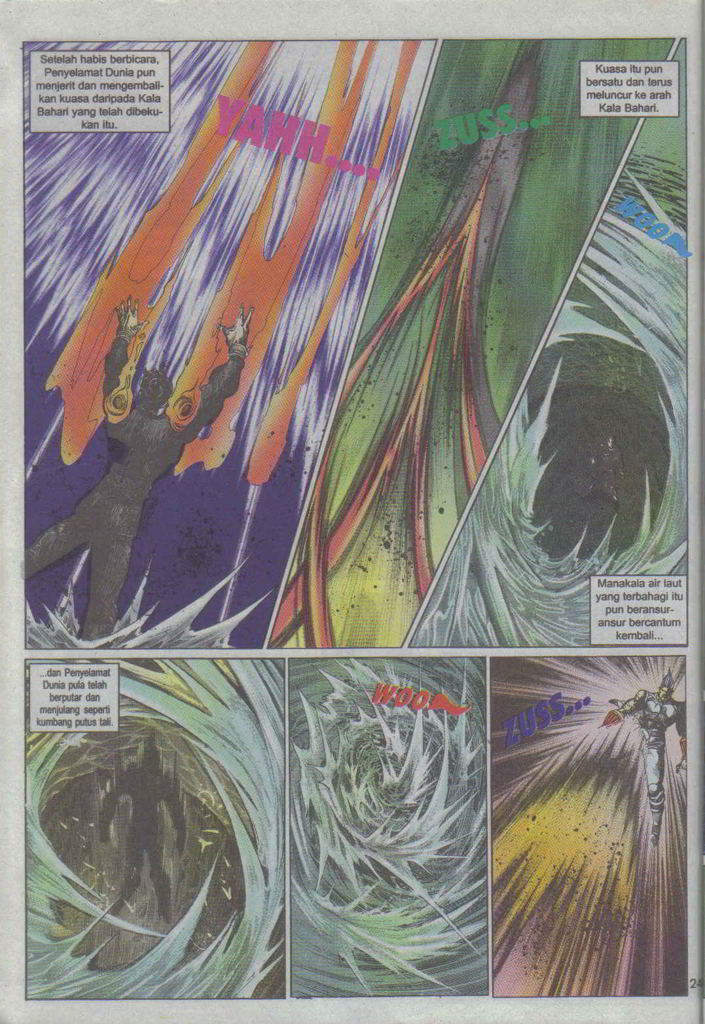 Setelah habis berbicara,
Penyelamat Dunia pun
menjerit dan mengembali-
kan kuasa daripada Kala
Bahari yang telah dibeku-
kan itu.
YAHH....
ZUSS...
Kuasa itu pun
bersatu dan terus
meluncur ke arah
Kala Bahari.
WOO~
Manakala air laut
yang terbahagi itu
pun beransur-
ansur bercantum
kembali...
...dan Penyelamat
Dunia pula telah
berputar dan
menjulang seperti
kumbang putus tali.
WOO~
ZUSS...